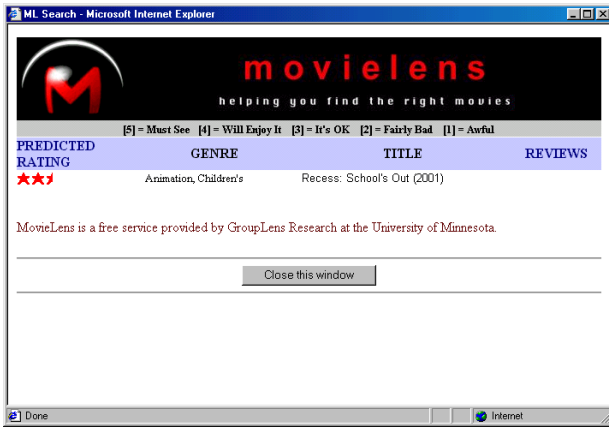 ML Search - Microsoft Internet Explorer
movielens
helping you find the right movies
[5] = Must See [4] = Will Enjoy It [3] = It's OK [2] = Fairly Bad [1] = Awful
PREDICTED RATING GENRE TITLE REVIEWS
Animation, Children's Recess: School's Out (2001)
MovieLens is a free service provided by GroupLens Research at the University of Minnesota.
Close this window
Done Internet